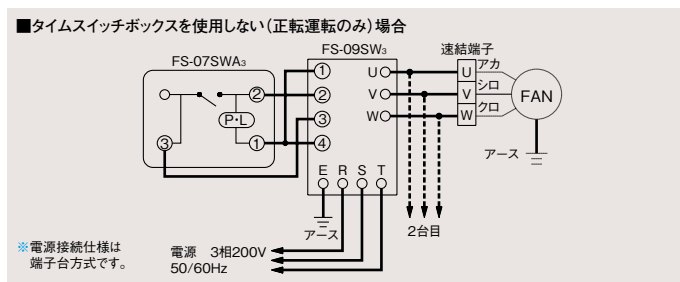 ■タイムスイッチボックスを使用しない（正転運転のみ）場合
FS-07SWA3
FS-09SW3
速結端子
① U U アカ
② ② V V シロ FAN
P・L ③ W W クロ
③ ① ④
E R S T
アース
アース
2台目
※電源接続仕様は
端子台方式です。
電源 3相200V
50/60Hz